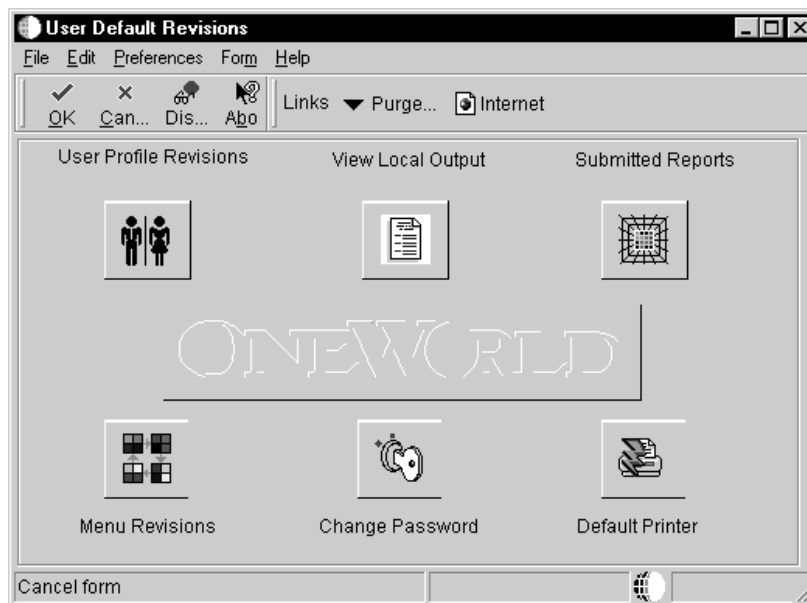 User Default Revisions
File Edit Preferences Form Help
OK Can... Dis... Abo Links Purge... Internet
User Profile Revisions View Local Output Submitted Reports
ONEWORLD
Menu Revisions Change Password Default Printer
Cancel form